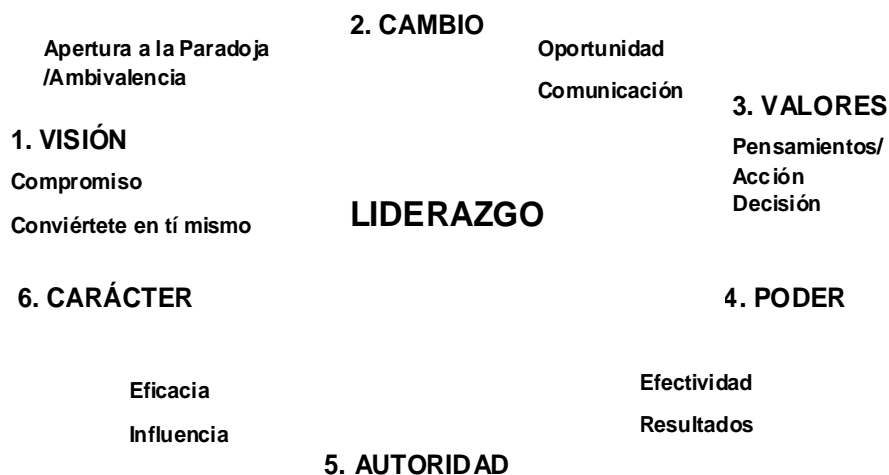 2. CAMBIO
Apertura a la Paradoja
/Ambivalencia
Oportunidad
Comunicación
3. VALORES
Pensamientos/
Acción
Decisión
1. VISIÓN
Compromiso
Conviértete en tí mismo
LIDERAZGO
6. CARÁCTER
4. PODER
Eficacia
Influencia
Efectividad
Resultados
5. AUTORIDAD